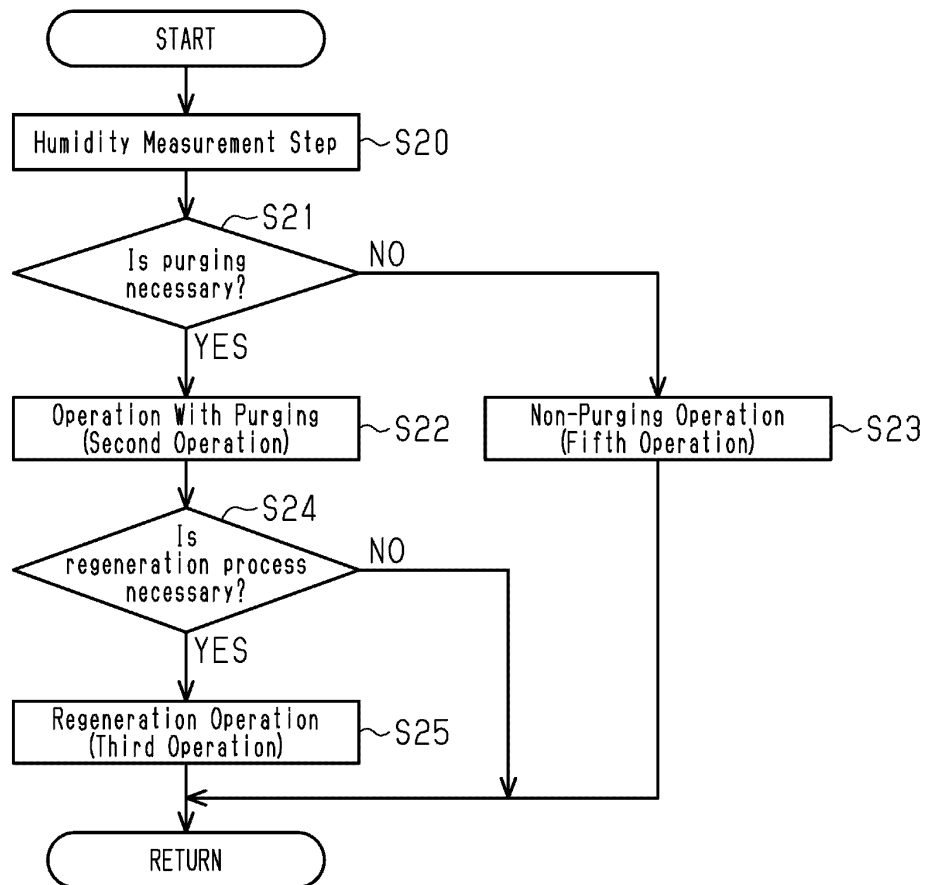 START
Humidity Measurement Step
S20
S21
Is purging
necessary?
NO
YES
Operation With Purging
(Second Operation)
S22
Non-Purging Operation
(Fifth Operation)
S23
S24
Is
regeneration process
necessary?
NO
YES
Regeneration Operation
(Third Operation)
S25
RETURN